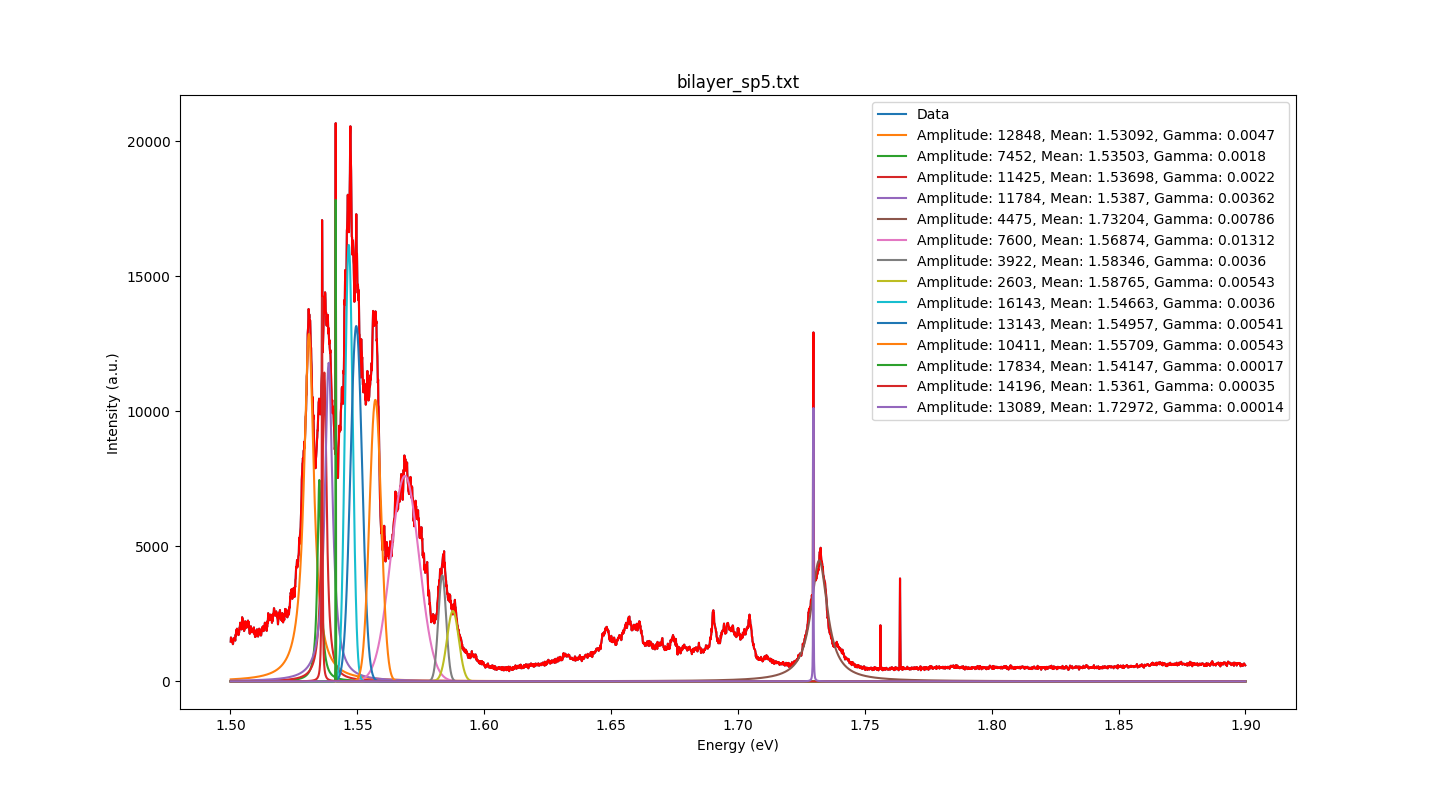 bilayer_sp5.txt
Data
Amplitude: 12848, Mean: 1.53092, Gamma: 0.0047
Amplitude: 7452, Mean: 1.53503, Gamma: 0.0018
Amplitude: 11425, Mean: 1.53698, Gamma: 0.0022
Amplitude: 11784, Mean: 1.5387, Gamma: 0.00362
Amplitude: 4475, Mean: 1.73204, Gamma: 0.00786
Amplitude: 7600, Mean: 1.56874, Gamma: 0.01312
Amplitude: 3922, Mean: 1.58346, Gamma: 0.0036
Amplitude: 2603, Mean: 1.58765, Gamma: 0.00543
Amplitude: 16143, Mean: 1.54663, Gamma: 0.0036
Amplitude: 13143, Mean: 1.54957, Gamma: 0.00541
Amplitude: 10411, Mean: 1.55709, Gamma: 0.00543
Amplitude: 17834, Mean: 1.54147, Gamma: 0.00017
Amplitude: 14196, Mean: 1.5361, Gamma: 0.00035
Amplitude: 13089, Mean: 1.72972, Gamma: 0.00014
Intensity (a.u.)
20000
15000
10000
5000
0
1.50 1.55 1.60 1.65 1.70 1.75 1.80 1.85 1.90
Energy (eV)